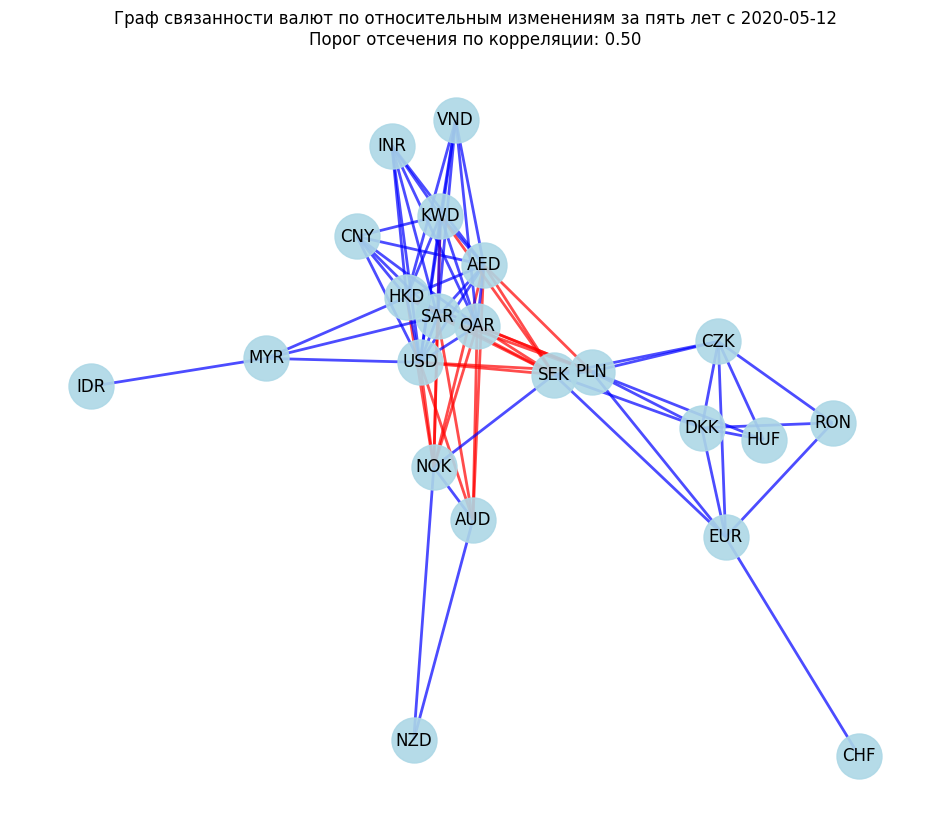 Граф связанности валют по относительным изменениям за пять лет с 2020-05-12
Порог отсечения по корреляции: 0.50
VND
INR
KWD
CNY
AED
HKD
SAR
QAR
USD
MYR
IDR
SEK
PLN
CZK
DKK
HUF
RON
NOK
AUD
EUR
NZD
CHF